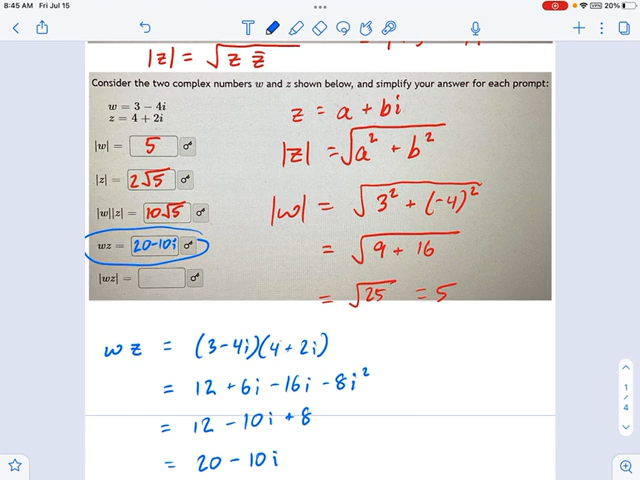 8:45 AM Fri Jul 15
20%
|z| = √(z z̄)
Consider the two complex numbers w and z shown below, and simplify your answer for each prompt:
w = 3 − 4i
z = 4 + 2i
|w| = 5
|z| = 2√5
|w||z| = 10√5
wz = 20-10i
|wz| =
z = a + bi
|z| = √(a² + b²)
|w| = √(3² + (-4)²)
= √(9 + 16)
= √25 = 5
wz = (3-4i)(4+2i)
= 12 + 6i - 16i - 8i²
= 12 - 10i + 8
= 20 - 10i
1
/
4